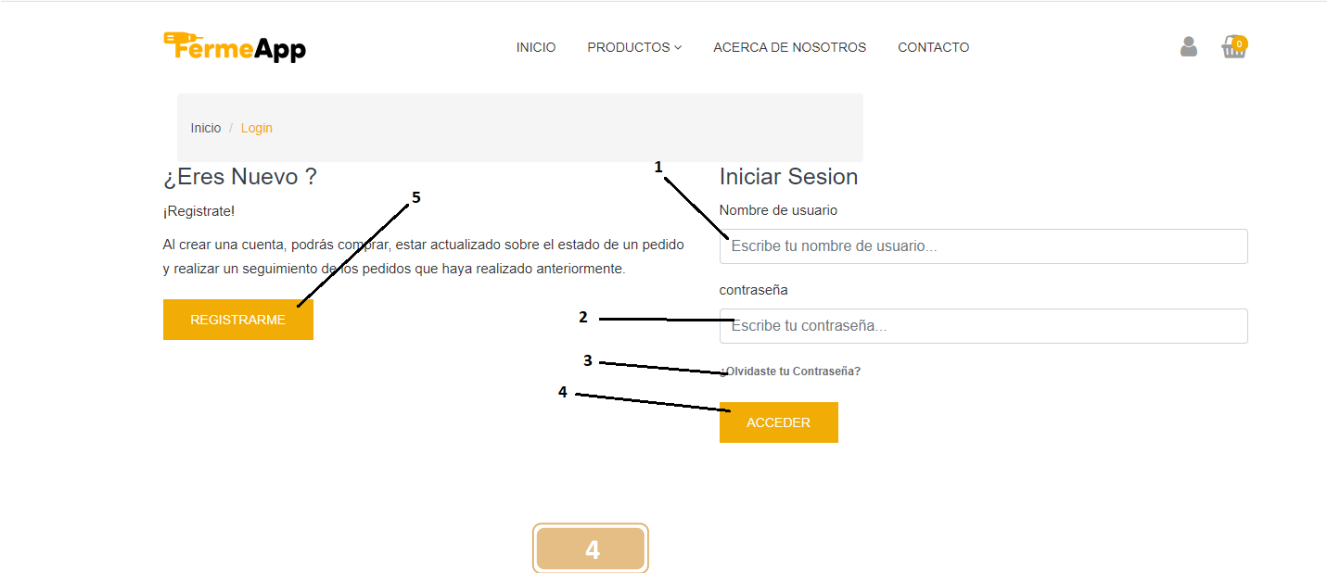 FermeApp
INICIO PRODUCTOS ACERCA DE NOSOTROS CONTACTO
0
Inicio / Login
¿Eres Nuevo ?
¡Registrate!
Al crear una cuenta, podrás comprar, estar actualizado sobre el estado de un pedido
y realizar un seguimiento de los pedidos que haya realizado anteriormente.
REGISTRARME
5
1
Iniciar Sesion
Nombre de usuario
Escribe tu nombre de usuario...
contraseña
2
Escribe tu contraseña...
3
¿Olvidaste tu Contraseña?
4
ACCEDER
4